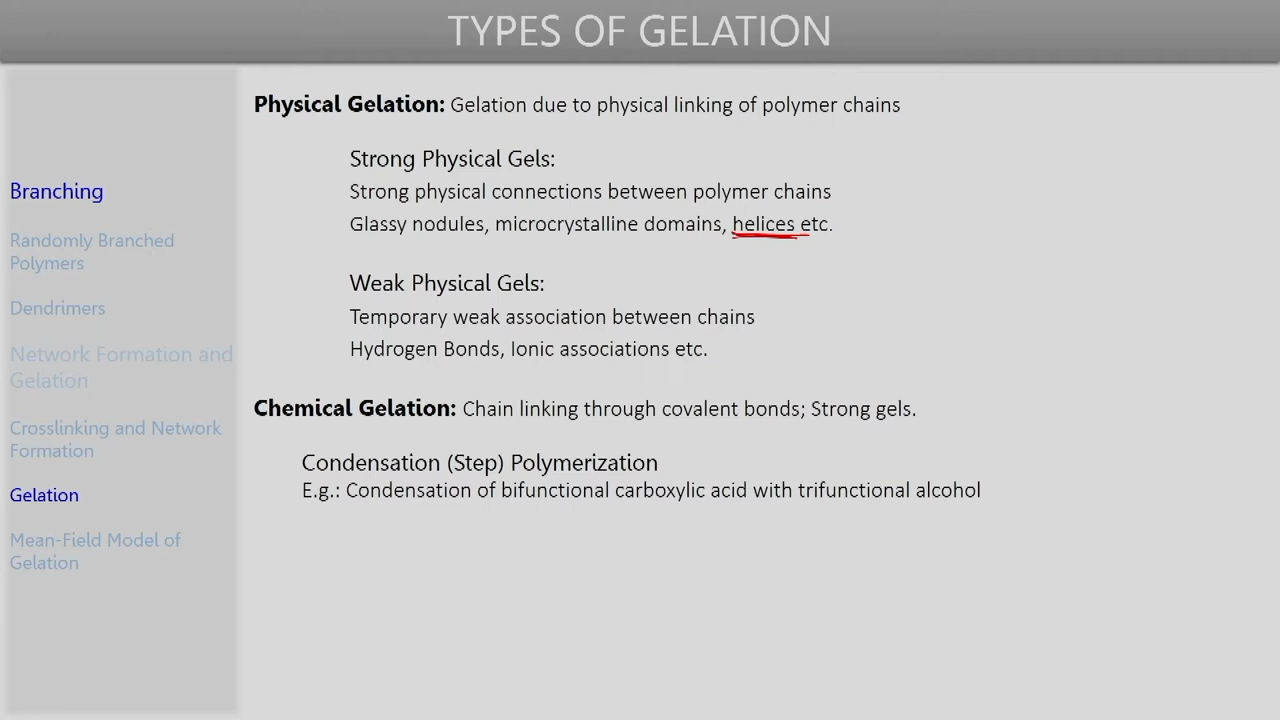 TYPES OF GELATION
Branching
Randomly Branched
Polymers
Dendrimers
Network Formation and
Gelation
Crosslinking and Network
Formation
Gelation
Mean-Field Model of
Gelation
Physical Gelation: Gelation due to physical linking of polymer chains
Strong Physical Gels:
Strong physical connections between polymer chains
Glassy nodules, microcrystalline domains, helices etc.
Weak Physical Gels:
Temporary weak association between chains
Hydrogen Bonds, Ionic associations etc.
Chemical Gelation: Chain linking through covalent bonds; Strong gels.
Condensation (Step) Polymerization
E.g.: Condensation of bifunctional carboxylic acid with trifunctional alcohol